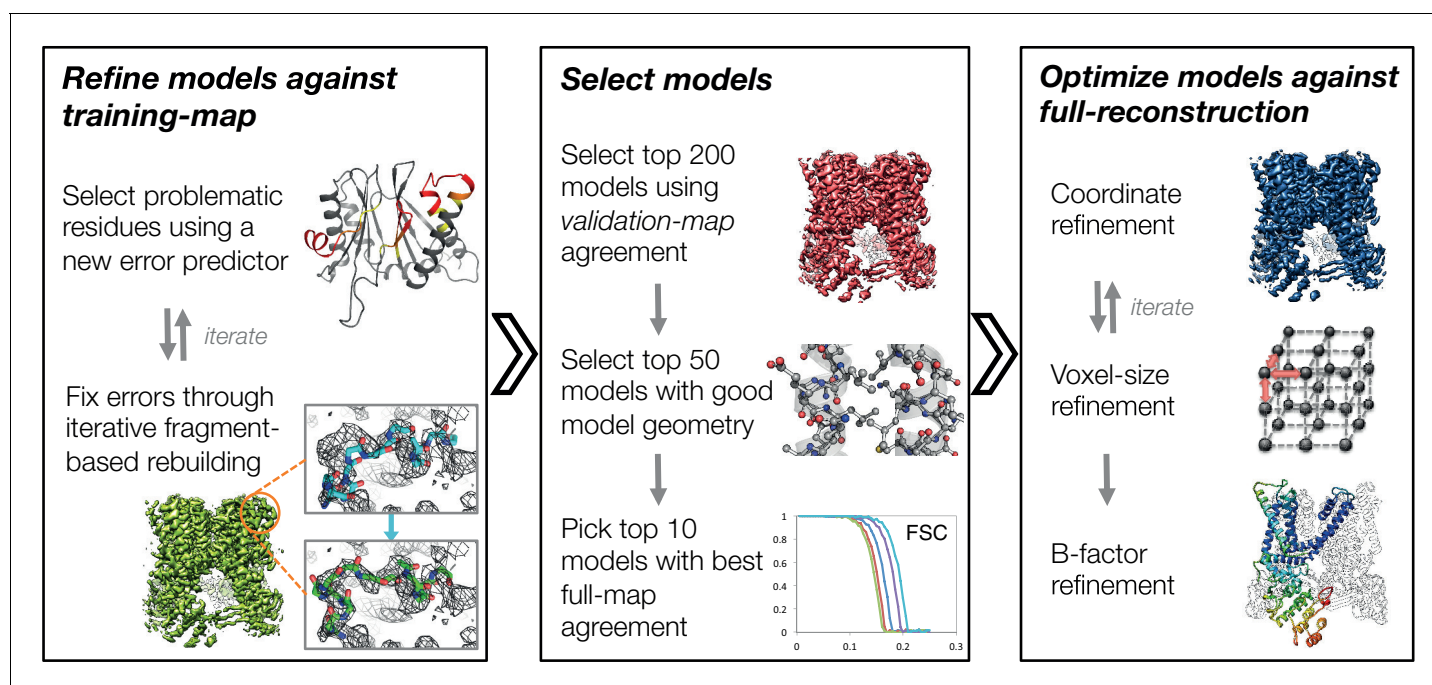 Refine models against
training-map
Select problematic
residues using a
new error predictor
iterate
Fix errors through
iterative fragment-
based rebuilding
Select models
Select top 200
models using
validation-map
agreement
Select top 50
models with good
model geometry
Pick top 10
models with best
full-map
agreement
FSC
1
0.8
0.6
0.4
0.2
0
0
0.1
0.2
0.3
Optimize models against
full-reconstruction
Coordinate
refinement
iterate
Voxel-size
refinement
B-factor
refinement